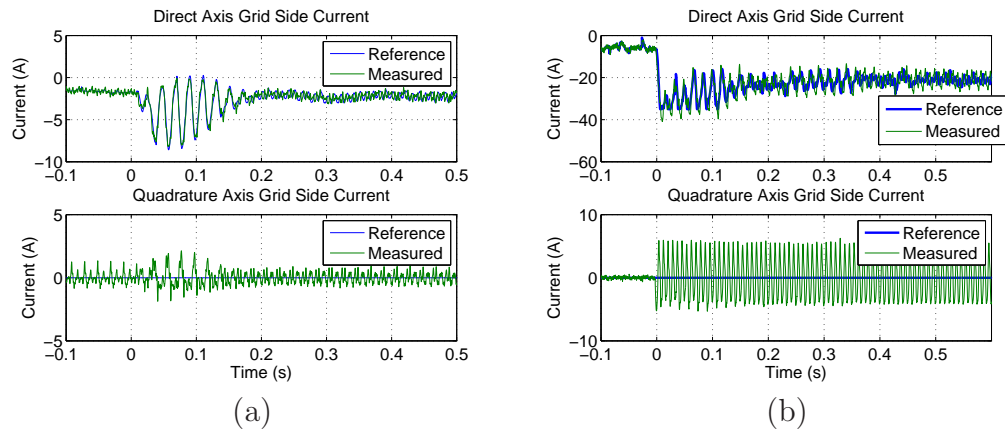 Direct Axis Grid Side Current
5
0
−5
−10
Current (A)
−0.1 0 0.1 0.2 0.3 0.4 0.5
Reference
Measured
Quadrature Axis Grid Side Current
5
0
−5
Current (A)
−0.1 0 0.1 0.2 0.3 0.4 0.5
Time (s)
Reference
Measured
(a)
Direct Axis Grid Side Current
0
−20
−40
−60
Current (A)
−0.1 0 0.1 0.2 0.3 0.4 0.5
Reference
Measured
Quadrature Axis Grid Side Current
10
0
−10
Current (A)
−0.1 0 0.1 0.2 0.3 0.4 0.5
Time (s)
Reference
Measured
(b)